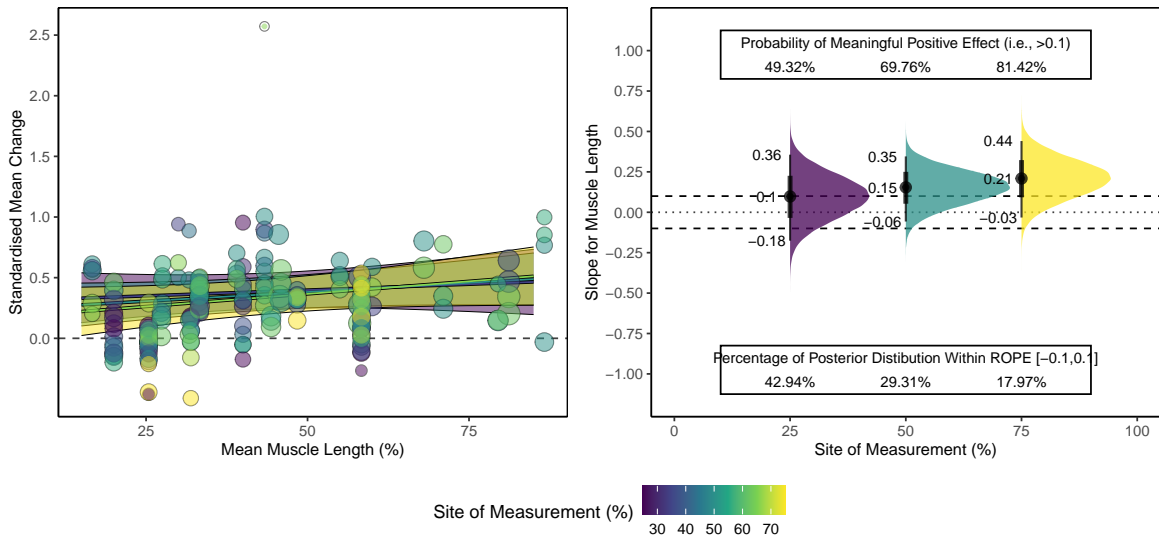 2.5
2.0
1.5
1.0
0.5
0.0
Standardised Mean Change
25
50
75
Mean Muscle Length (%)
1.00
0.75
0.50
0.25
0.00
−0.25
−0.50
−0.75
−1.00
Slope for Muscle Length
Probability of Meaningful Positive Effect (i.e., >0.1)
49.32% 69.76% 81.42%
0.36
0.1
−0.18
0.35
0.15
−0.06
0.44
0.21
−0.03
Percentage of Posterior Distibution Within ROPE [−0.1,0.1]
42.94% 29.31% 17.97%
0 25 50 75 100
Site of Measurement (%)
Site of Measurement (%)
30 40 50 60 70